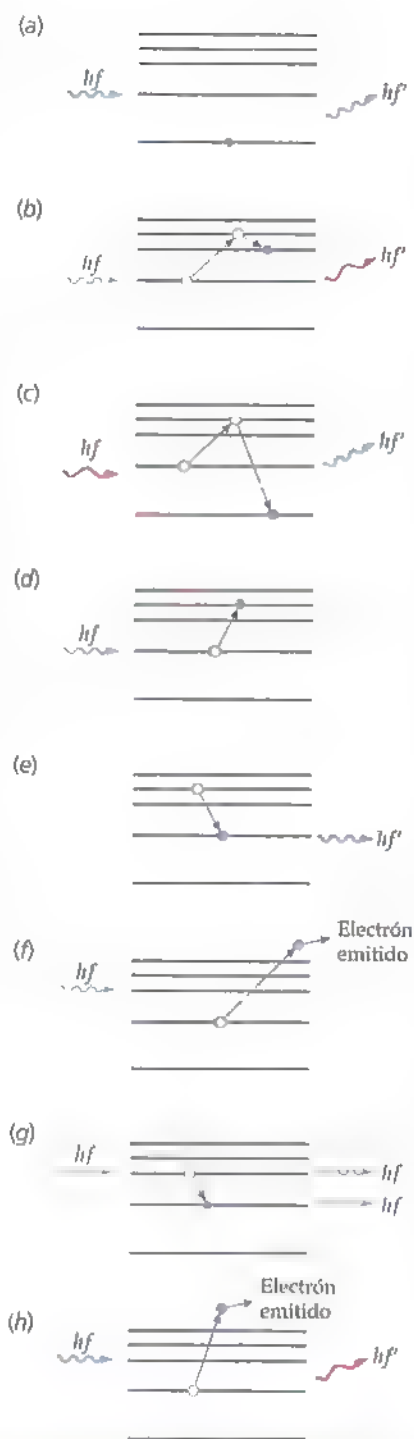 (a)
hf
hf'
(b)
hf
hf'
(c)
hf
hf'
(d)
hf
(e)
hf'
(f)
hf
Electrón
emitido
(g)
hf
hf
hf
(h)
hf
Electrón
emitido
hf'